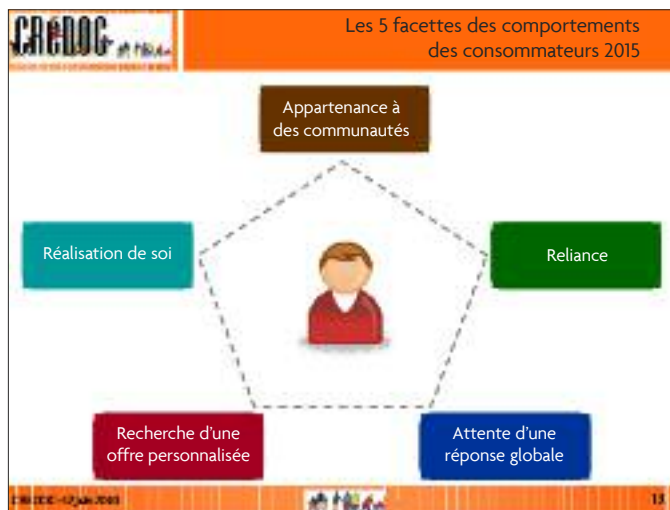 CRÉDOC
Les 5 facettes des comportements
des consommateurs 2015
Appartenance à
des communautés
Réalisation de soi
Reliance
Recherche d'une
offre personnalisée
Attente d'une
réponse globale
13